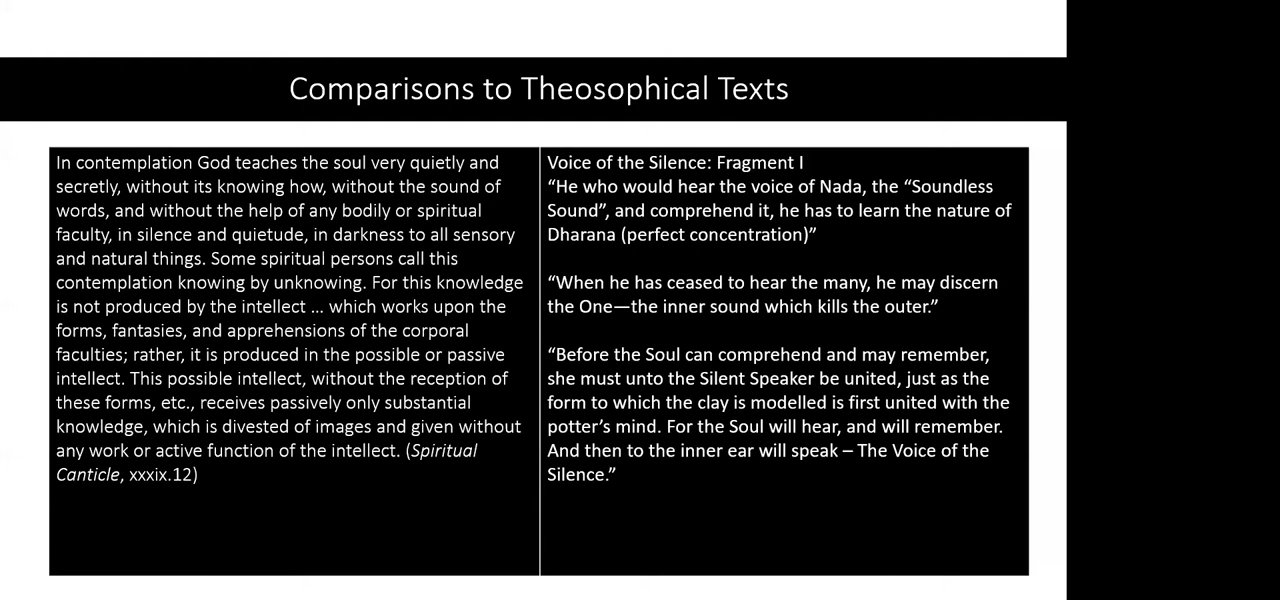 Comparisons to Theosophical Texts
In contemplation God teaches the soul very quietly and
secretly, without its knowing how, without the sound of
words, and without the help of any bodily or spiritual
faculty, in silence and quietude, in darkness to all sensory
and natural things. Some spiritual persons call this
contemplation knowing by unknowing. For this knowledge
is not produced by the intellect ... which works upon the
forms, fantasies, and apprehensions of the corporal
faculties; rather, it is produced in the possible or passive
intellect. This possible intellect, without the reception of
these forms, etc., receives passively only substantial
knowledge, which is divested of images and given without
any work or active function of the intellect. (Spiritual
Canticle, xxxix.12)
Voice of the Silence: Fragment I
“He who would hear the voice of Nada, the “Soundless
Sound”, and comprehend it, he has to learn the nature of
Dharana (perfect concentration)”
“When he has ceased to hear the many, he may discern
the One—the inner sound which kills the outer.”
“Before the Soul can comprehend and may remember,
she must unto the Silent Speaker be united, just as the
form to which the clay is modelled is first united with the
potter’s mind. For the Soul will hear, and will remember.
And then to the inner ear will speak – The Voice of the
Silence.”